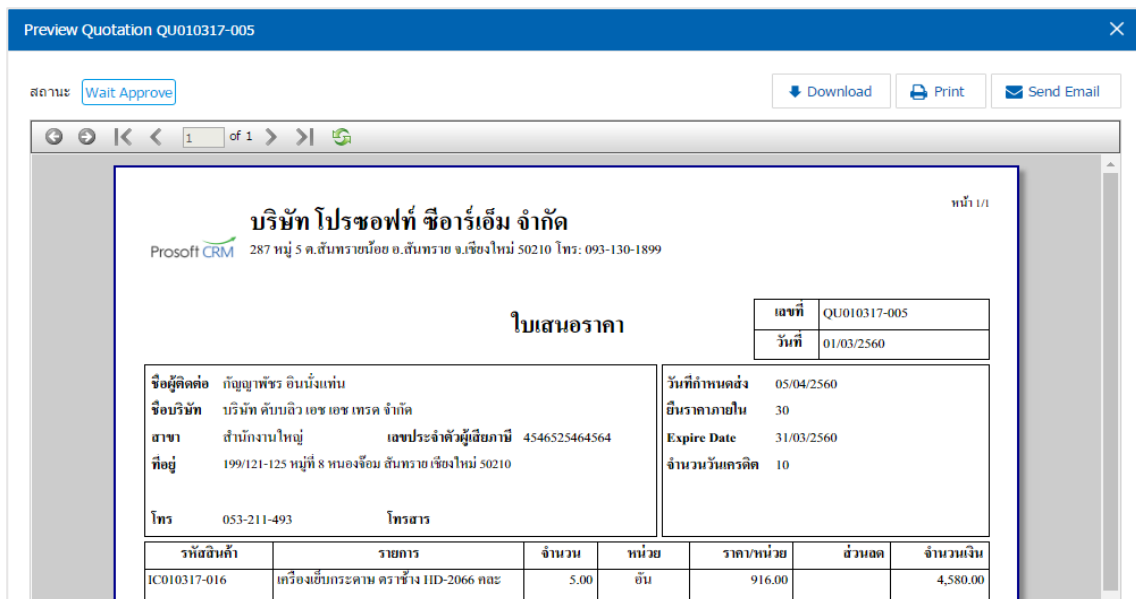 Preview Quotation QU010317-005
สถานะ Wait Approve Download Print Send Email
1 of 1
หน้า 1/1
บริษัท โปรซอฟท์ ซีอาร์เอ็ม จำกัด
Prosoft CRM 287 หมู่ 5 ต.สันทรายน้อย อ.สันทราย จ.เชียงใหม่ 50210 โทร: 093-130-1899
ใบเสนอราคา
เลขที่ QU010317-005
วันที่ 01/03/2560
ชื่อผู้ติดต่อ กัญญาพัชร อินนั่งแท่น
ชื่อบริษัท บริษัท ดับบลิว เอช เอช เทรด จำกัด
สาขา สำนักงานใหญ่ เลขประจำตัวผู้เสียภาษี 4546525464564
ที่อยู่ 199/121-125 หมู่ที่ 8 หนองจ๊อม สันทราย เชียงใหม่ 50210
โทร 053-211-493 โทรสาร
วันที่กำหนดส่ง 05/04/2560
ยืนราคาภายใน 30
Expire Date 31/03/2560
จำนวนวันเครดิต 10
รหัสสินค้า รายการ จำนวน หน่วย ราคา/หน่วย ส่วนลด จำนวนเงิน
IC010317-016 เครื่องเย็บกระดาษ ตราช้าง HD-2066 คละ 5.00 อัน 916.00 4,580.00